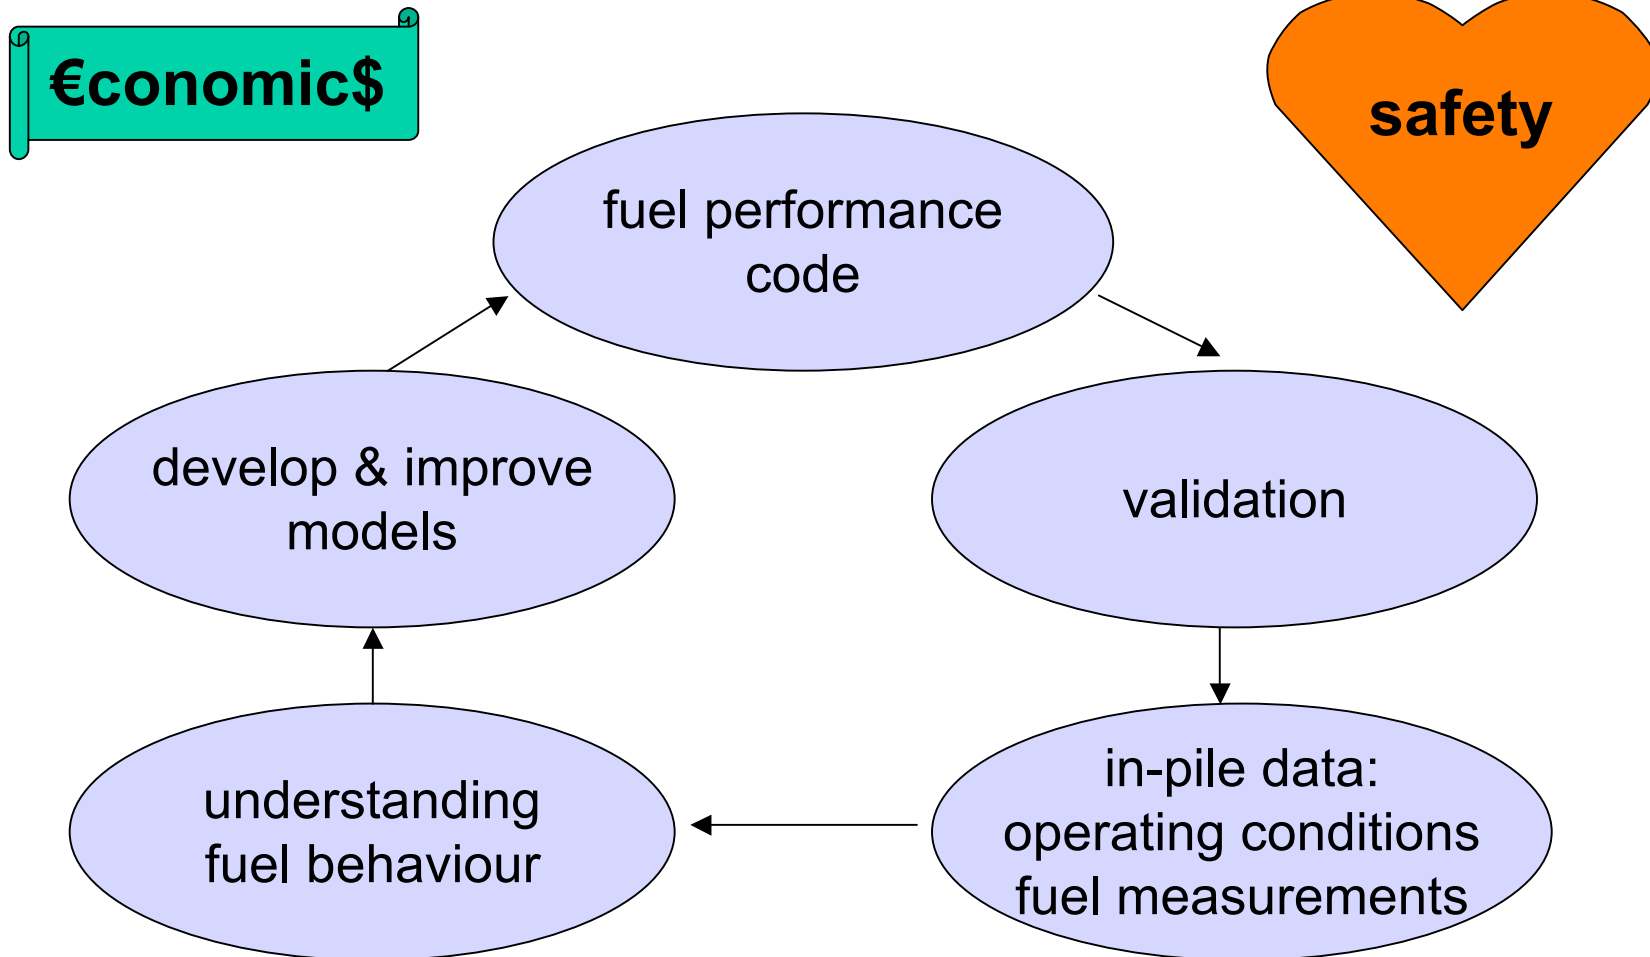 €conomic$
safety
fuel performance
code
develop & improve
models
validation
understanding
fuel behaviour
in-pile data:
operating conditions
fuel measurements